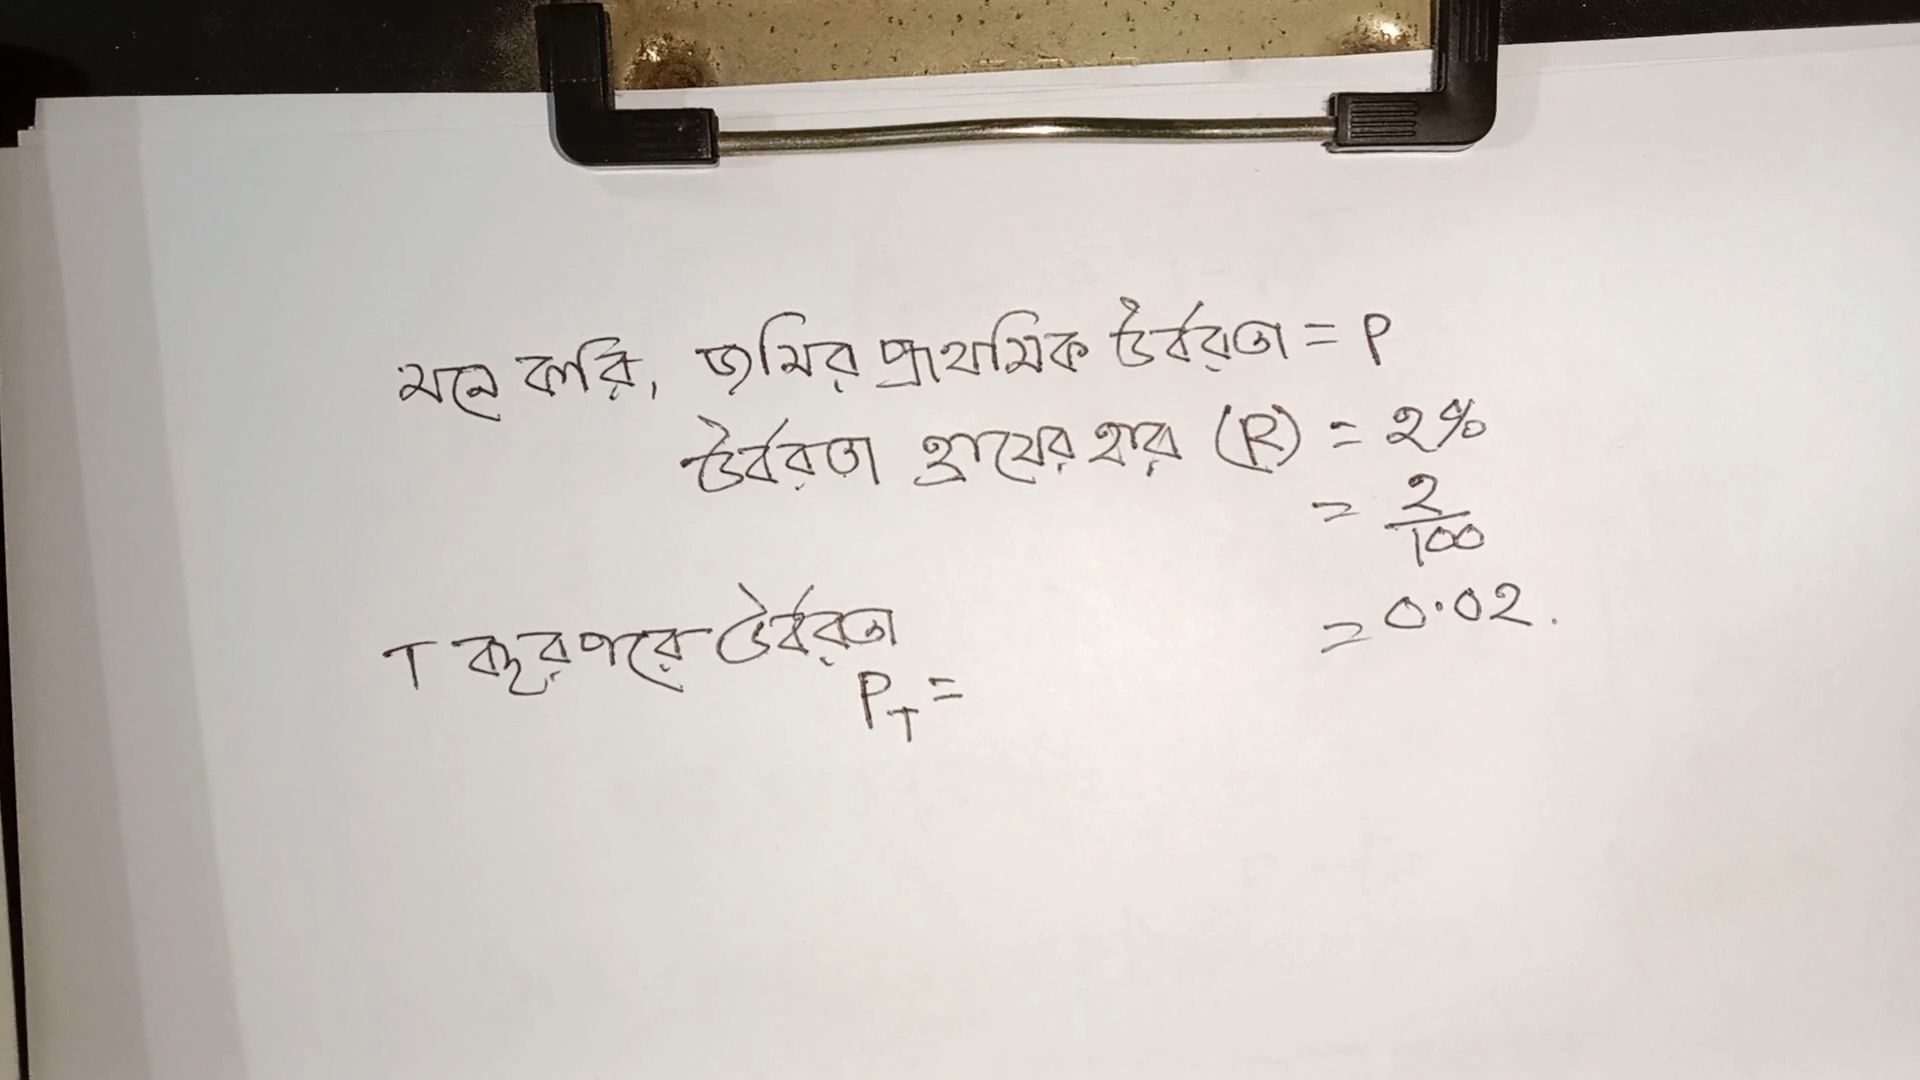 মনে করি, জমির প্রাথমিক উর্বরতা = P
উর্বরতা হ্রাসের হার (R) = 2%
= 2/100
= 0.02.
T বছর পরে উর্বরতা
P_T =